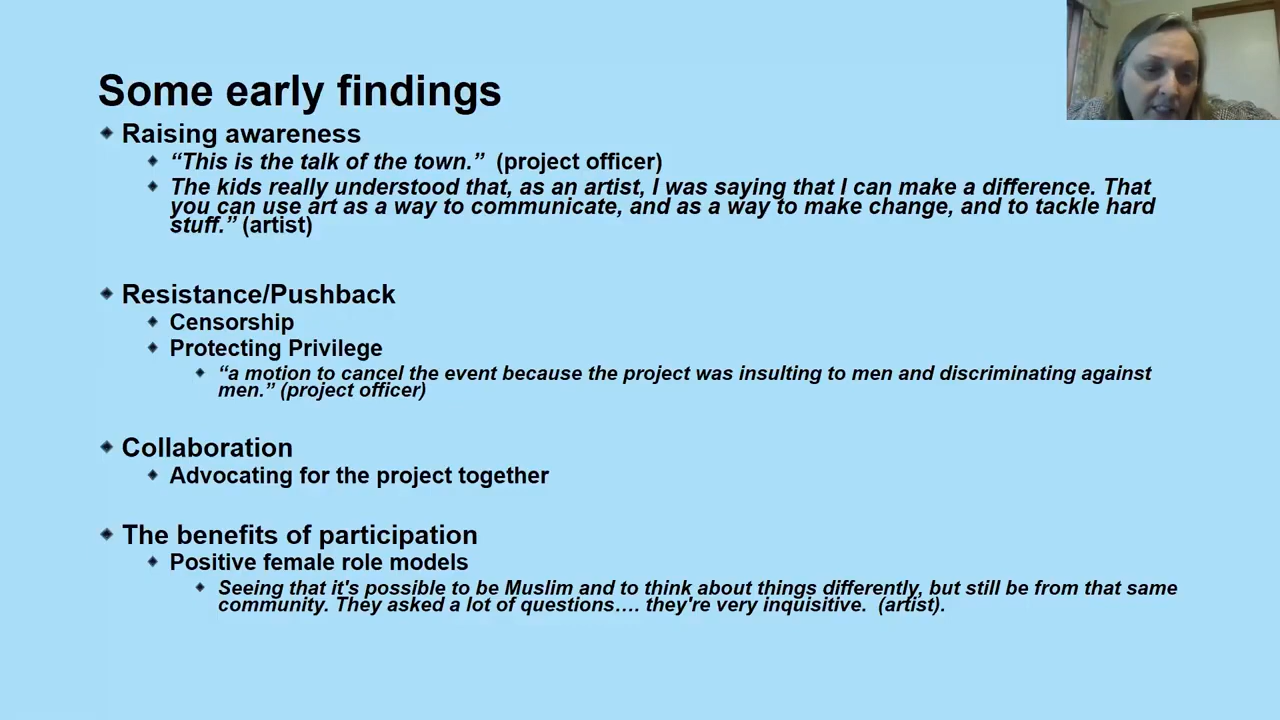 Some early findings
Raising awareness
“This is the talk of the town.” (project officer)
The kids really understood that, as an artist, I was saying that I can make a difference. That
you can use art as a way to communicate, and as a way to make change, and to tackle hard
stuff.” (artist)
Resistance/Pushback
Censorship
Protecting Privilege
“a motion to cancel the event because the project was insulting to men and discriminating against
men.” (project officer)
Collaboration
Advocating for the project together
The benefits of participation
Positive female role models
Seeing that it's possible to be Muslim and to think about things differently, but still be from that same
community. They asked a lot of questions…. they're very inquisitive. (artist).